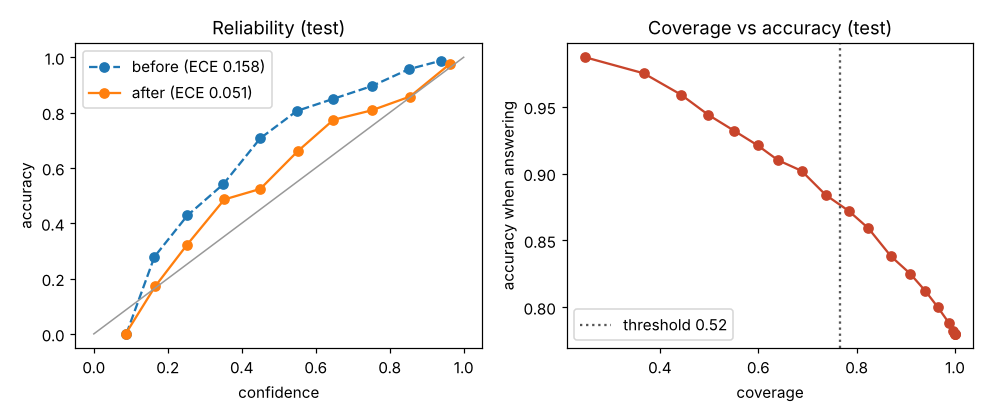 Reliability (test)
before (ECE 0.158)
after (ECE 0.051)
accuracy
1.0
0.8
0.6
0.4
0.2
0.0
0.0 0.2 0.4 0.6 0.8 1.0
confidence
Coverage vs accuracy (test)
accuracy when answering
0.95
0.90
0.85
0.80
threshold 0.52
0.4 0.6 0.8 1.0
coverage